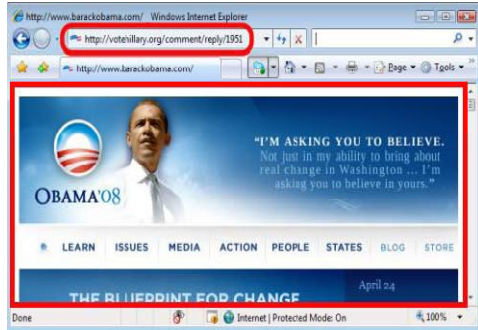 http://www.barackobama.com/ Windows Internet Explorer
http://votehillary.org/comment/reply/1951
http://www.barackobama.com/
Page
Tools
"I'M ASKING YOU TO BELIEVE.
Not just in my ability to bring about
real change in Washington ... I'm
asking you to believe in yours."
OBAMA'08
LEARN ISSUES MEDIA ACTION PEOPLE STATES BLOG STORE
THE BLUEPRINT FOR CHANGE
April 24
Done
Internet | Protected Mode: On
100%